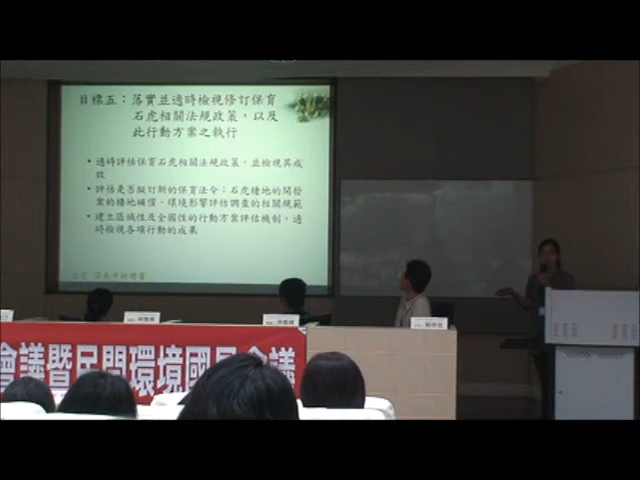 目標五：落實並適時檢視修訂保育
石虎相關法規政策，以及
此行動方案之執行
• 適時評估保育石虎相關法規政策，並檢視其成
效
• 評估是否擬訂新的保育法令：石虎棲地的開發
案的棲地補償、環境影響評估調查的相關規範
• 建立區域性及全國性的行動方案評估機制，適
時檢視各項行動的成果
會議暨民間環境國是會議